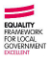 EQUALITY
FRAMEWORK
FOR LOCAL
GOVERNMENT
EXCELLENT